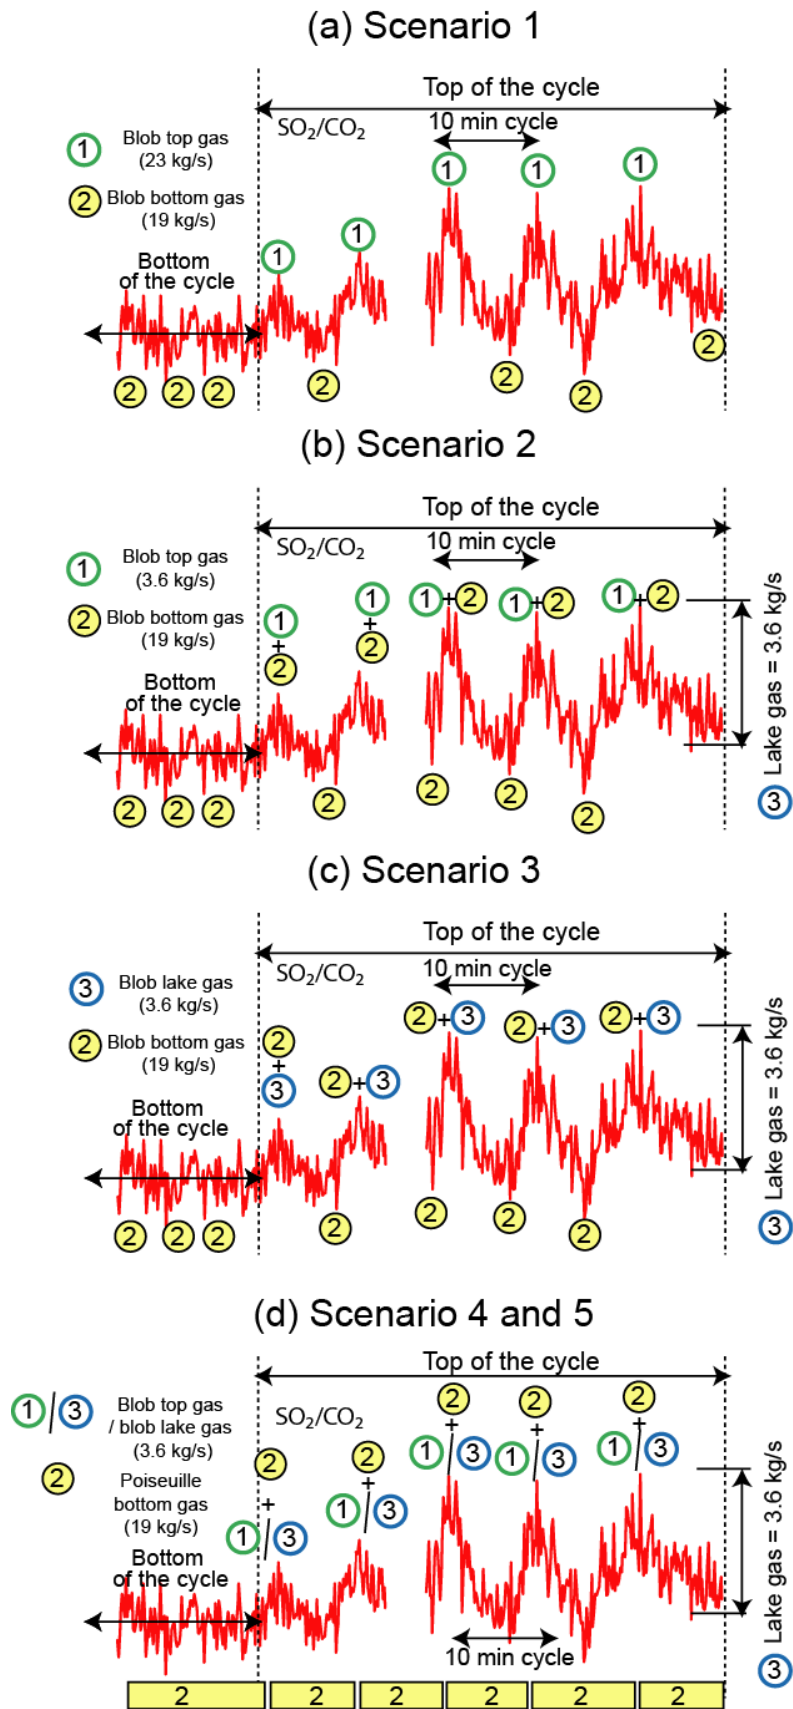 (a) Scenario 1
Top of the cycle
SO₂/CO₂
10 min cycle
1 Blob top gas
(23 kg/s)
2 Blob bottom gas
(19 kg/s)
Bottom
of the cycle
1 1 1 1 1
2 2 2 2 2 2 2
(b) Scenario 2
Top of the cycle
SO₂/CO₂
10 min cycle
1 Blob top gas
(3.6 kg/s)
2 Blob bottom gas
(19 kg/s)
Bottom
of the cycle
1 + 2
1 + 2
1+2
1+2
1+2
2 2 2 2 2 2 2
3 Lake gas = 3.6 kg/s
(c) Scenario 3
Top of the cycle
SO₂/CO₂
10 min cycle
3 Blob lake gas
(3.6 kg/s)
2 Blob bottom gas
(19 kg/s)
Bottom
of the cycle
2 + 3
2+3
2+3
2+3
2+3
2 2 2 2 2 2 2
3 Lake gas = 3.6 kg/s
(d) Scenario 4 and 5
Top of the cycle
SO₂/CO₂
1/3 Blob top gas
/ blob lake gas
(3.6 kg/s)
2 Poiseuille
bottom gas
(19 kg/s)
Bottom
of the cycle
2 + 1/3
2 + 1/3
2 + 1/3
2 + 1/3
2 + 1/3
10 min cycle
3 Lake gas = 3.6 kg/s
2 2 2 2 2 2